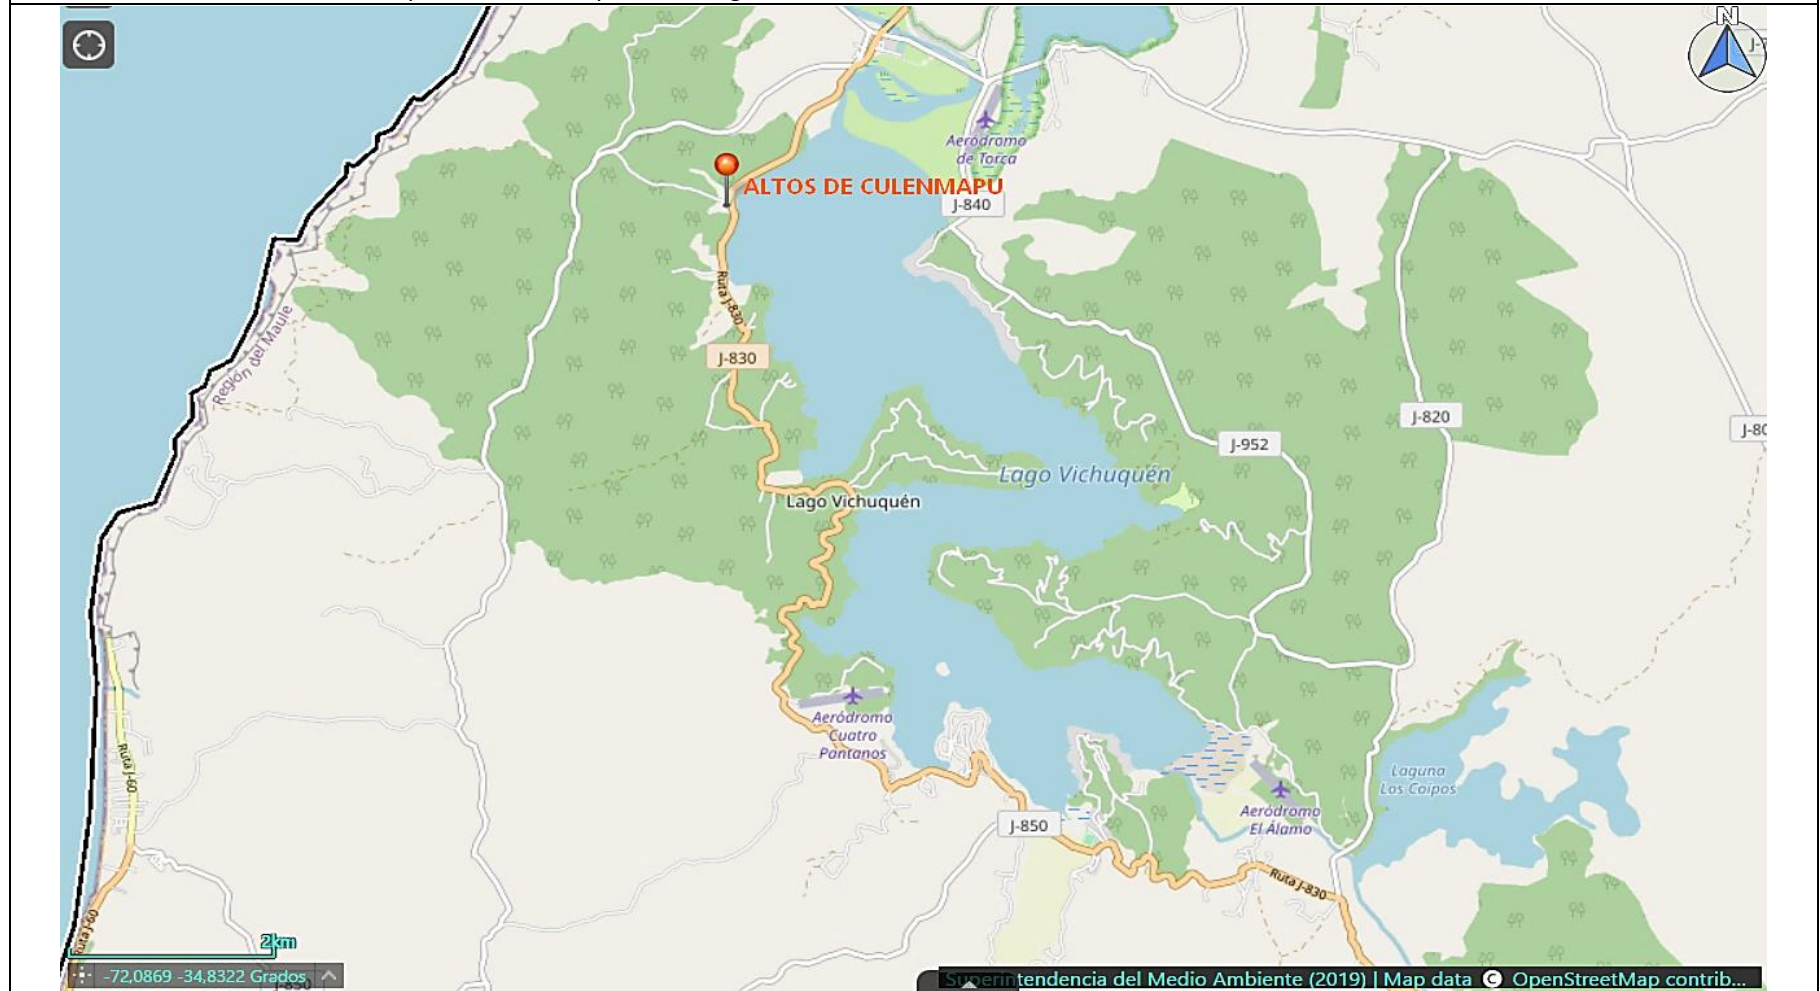 N
J-7
Aeródromo
de Torca
ALTOS DE CULENMAPU
J-840
Ruta J-830
Región del Maule
J-830
J-820
J-80
J-952
Lago Vichuquén
Lago Vichuquén
Aeródromo
Cuatro
Pantanos
Ruta J-60
Laguna
Los Coipos
Aeródromo
El Álamo
J-850
Ruta J-830
Ruta J-60
2km
-72,0869 -34,8322 Grados
J-850
Superintendencia del Medio Ambiente (2019) | Map data © OpenStreetMap contrib...